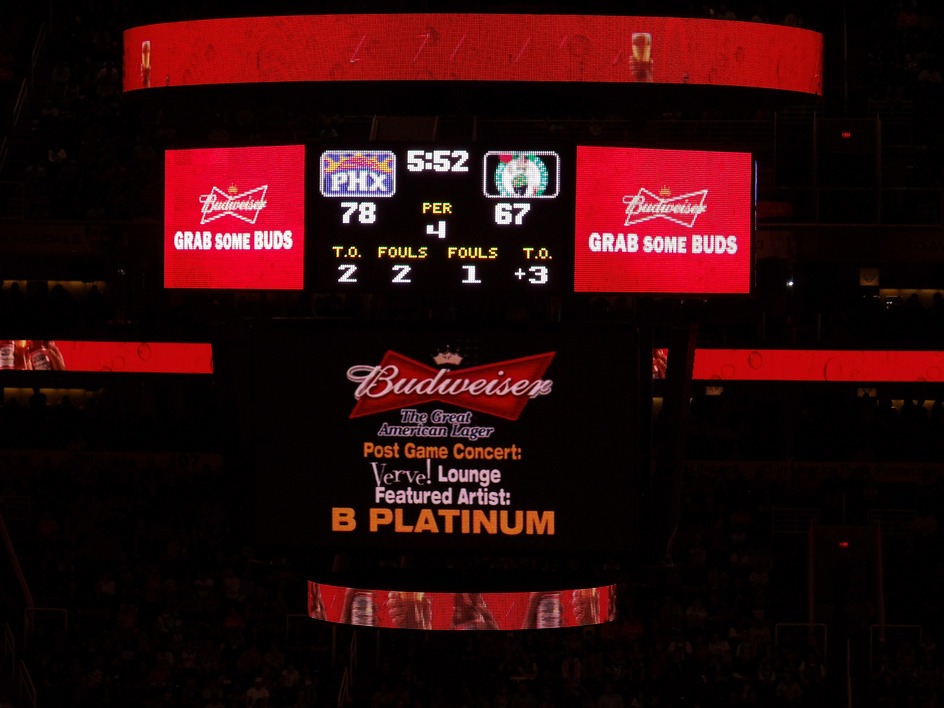 PHX
5:52
78
PER
67
4
T.O. FOULS FOULS T.O.
2 2 1 +3
Budweiser
GRAB SOME BUDS
Budweiser
GRAB SOME BUDS
Budweiser
The Great
American Lager
Post Game Concert:
Verve! Lounge
Featured Artist:
B PLATINUM